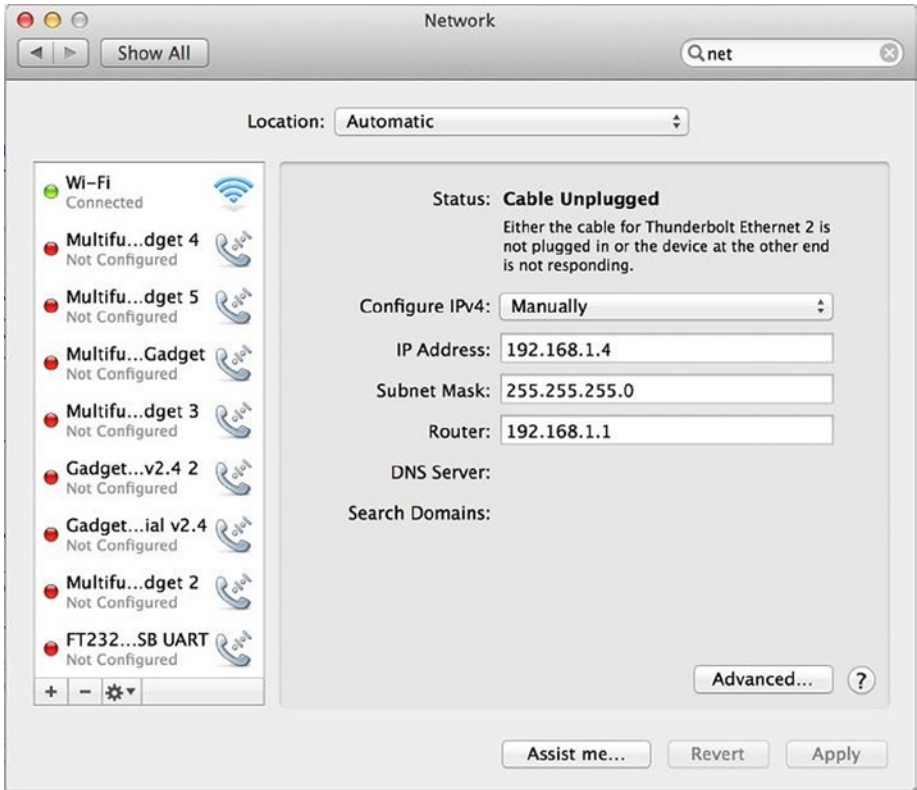 Network
Show All
net
Location: Automatic
Wi-Fi
Connected
Multifu...dget 4
Not Configured
Multifu...dget 5
Not Configured
Multifu...Gadget
Not Configured
Multifu...dget 3
Not Configured
Gadget...v2.4 2
Not Configured
Gadget...ial v2.4
Not Configured
Multifu...dget 2
Not Configured
FT232...SB UART
Not Configured
Status: Cable Unplugged
Either the cable for Thunderbolt Ethernet 2 is
not plugged in or the device at the other end
is not responding.
Configure IPv4: Manually
IP Address: 192.168.1.4
Subnet Mask: 255.255.255.0
Router: 192.168.1.1
DNS Server:
Search Domains:
Advanced... ?
Assist me... Revert Apply